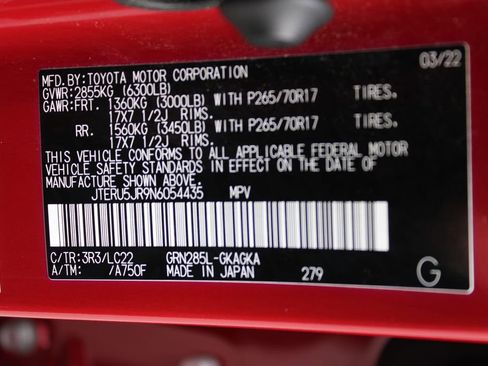 MFD.BY:TOYOTA MOTOR CORPORATION 03/22
GVWR:2855KG (6300LB)
GAWR:FRT. 1360KG (3000LB) WITH P265/70R17 TIRES.
17X7 1/2J RIMS.
RR. 1560KG (3450LB) WITH P265/70R17 TIRES.
17X7 1/2J RIMS.
THIS VEHICLE CONFORMS TO ALL APPLICABLE FEDERAL MOTOR
VEHICLE SAFETY STANDARDS IN EFFECT ON THE DATE OF
MANUFACTURE SHOWN ABOVE.
JTERU5JR9N6054435 MPV
C/TR:3R3/LC22 GRN285L-GKAGKA
A/TM: /A750F MADE IN JAPAN 279 G